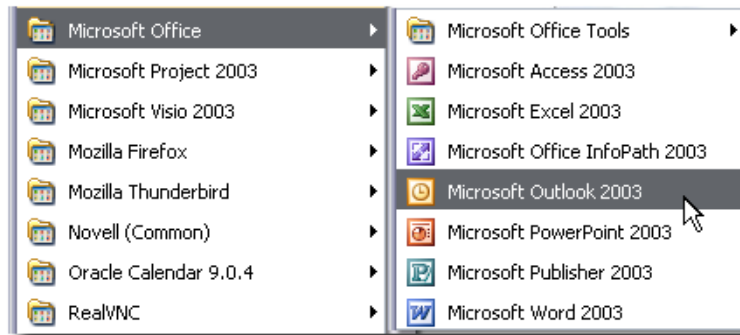 Microsoft Office
Microsoft Project 2003
Microsoft Visio 2003
Mozilla Firefox
Mozilla Thunderbird
Novell (Common)
Oracle Calendar 9.0.4
RealVNC
Microsoft Office Tools
Microsoft Access 2003
Microsoft Excel 2003
Microsoft Office InfoPath 2003
Microsoft Outlook 2003
Microsoft PowerPoint 2003
Microsoft Publisher 2003
Microsoft Word 2003